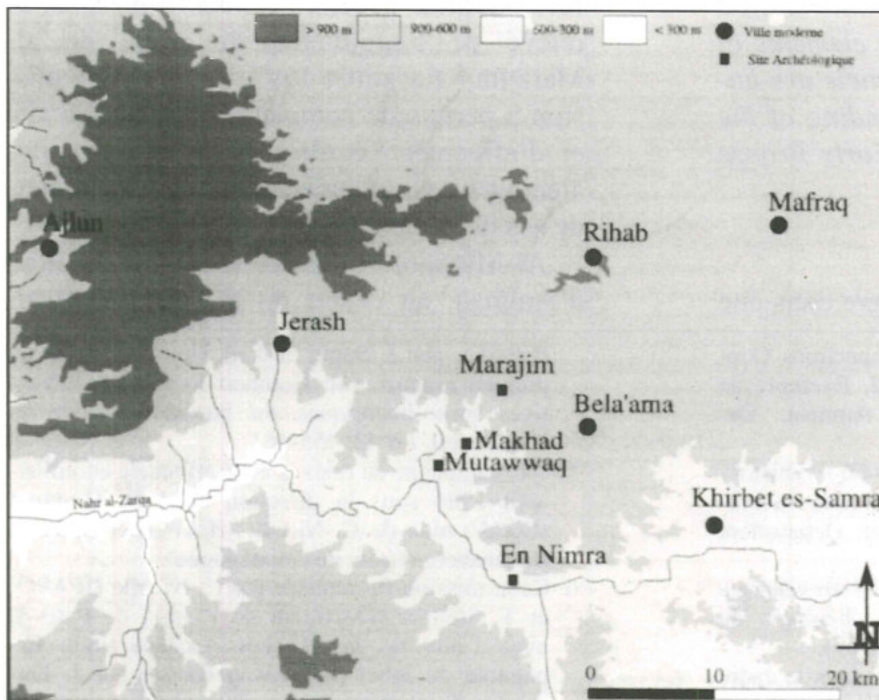 > 900 m 900-600 m 600-300 m < 300 m Ville moderne
Site Archéologique
Mafraq
Ajlun
Rihab
Jerash
Marajim
Bela'ama
Makhad
Mutawwaq
Khirbet es-Samra
Nahr al-Zarqa
En Nimra
N
0 10 20 km